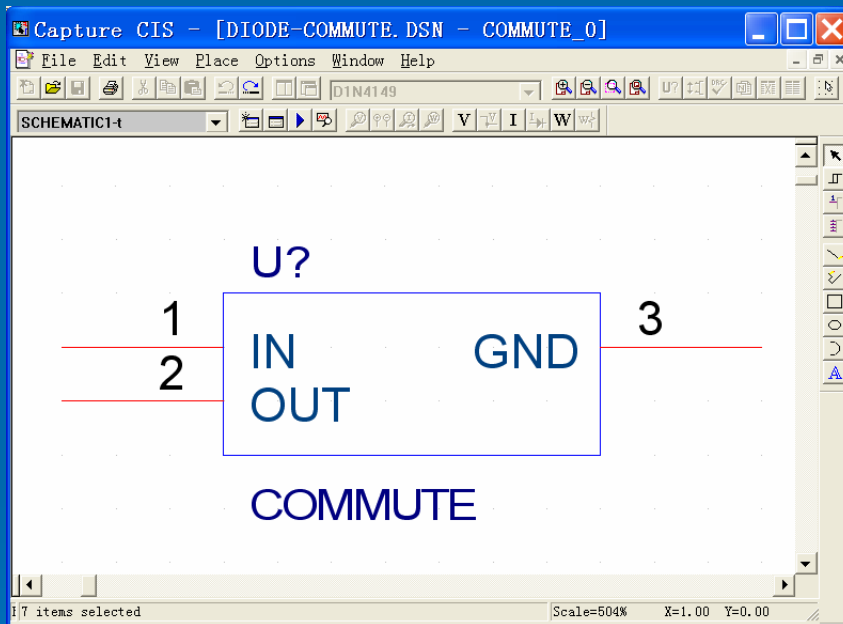 Capture CIS - [DIODE-COMMUTE.DSN - COMMUTE_0]
File Edit View Place Options Window Help
D1N4149
U?
DRC
SCHEMATIC1-t
V
V
I
I
W
W
U?
1
3
IN
GND
2
OUT
COMMUTE
7 items selected
Scale=504%
X=1.00 Y=0.00
A